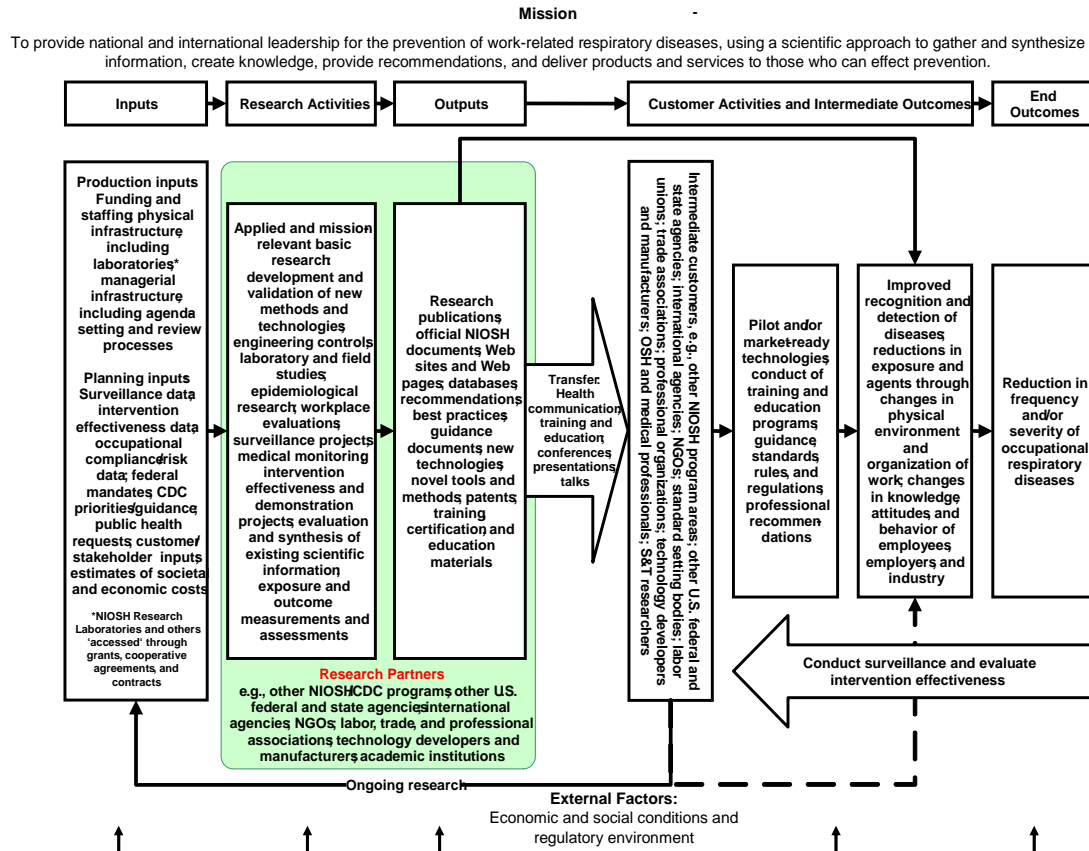 Mission -
To provide national and international leadership for the prevention of work-related respiratory diseases, using a scientific approach to gather and synthesize
information, create knowledge, provide recommendations, and deliver products and services to those who can effect prevention.
Inputs
Research Activities
Outputs
Customer Activities and Intermediate Outcomes
End
Outcomes
Production inputs
Funding and
staffing physical
infrastructure,
including
laboratories,*
managerial
infrastructure
including agenda
setting and review
processes
Planning inputs
Surveillance data,
intervention
effectiveness data,
occupational
compliance/risk
data; federal
mandates; CDC
priorities/guidance,
public health
requests; customer/
stakeholder inputs,
estimates of societa
and economic costs
*NIOSH Research
Laboratories and others
'accessed' through
grants, cooperative
agreements, and
contracts
Applied and mission-
relevant basic
research:
development and
validation of new
methods and
technologies;
engineering controls;
laboratory and field
studies;
epidemiological
research; workplace
evaluations;
surveillance projects;
medical monitoring
intervention
effectiveness and
demonstration
projects; evaluation
and synthesis of
existing scientific
information;
exposure and
outcome
measurements and
assessments
Research
publications,
official NIOSH
documents; Web
sites and Web
pages; databases,
recommendations,
best practices,
guidance
documents; new
technologies,
novel tools and
methods; patents,
training,
certification, and
education
materials
Research Partners
e.g., other NIOSH/CDC programs, other U.S.
federal and state agencies; international
agencies; NGOs; labor, trade, and professional
associations; technology developers and
manufacturers; academic institutions
Transfer:
Health
communication,
training and
education,
conferences,
presentations,
talks
Intermediate customers, e.g., other NIOSH program areas; other U.S. federal and
state agencies; international agencies; NGOs; standard setting bodies; labor
unions; trade associations; professional organizations; technology developers
and manufacturers; OSH and medical professionals; S&T researchers
Pilot and/or
market-ready
technologies,
conduct of
training and
education
programs,
guidance,
standards,
rules, and
regulations,
professional
recommen-
dations
Improved
recognition and
detection of
diseases;
reductions in
exposure and
agents through
changes in
physical
environment
and
organization of
work; changes in
knowledge,
attitudes, and
behavior of
employees,
employers, and
industry
Reduction in
frequency
and/or
severity of
occupational
respiratory
diseases
Conduct surveillance and evaluate
intervention effectiveness
Ongoing research
External Factors:
Economic and social conditions and
regulatory environment